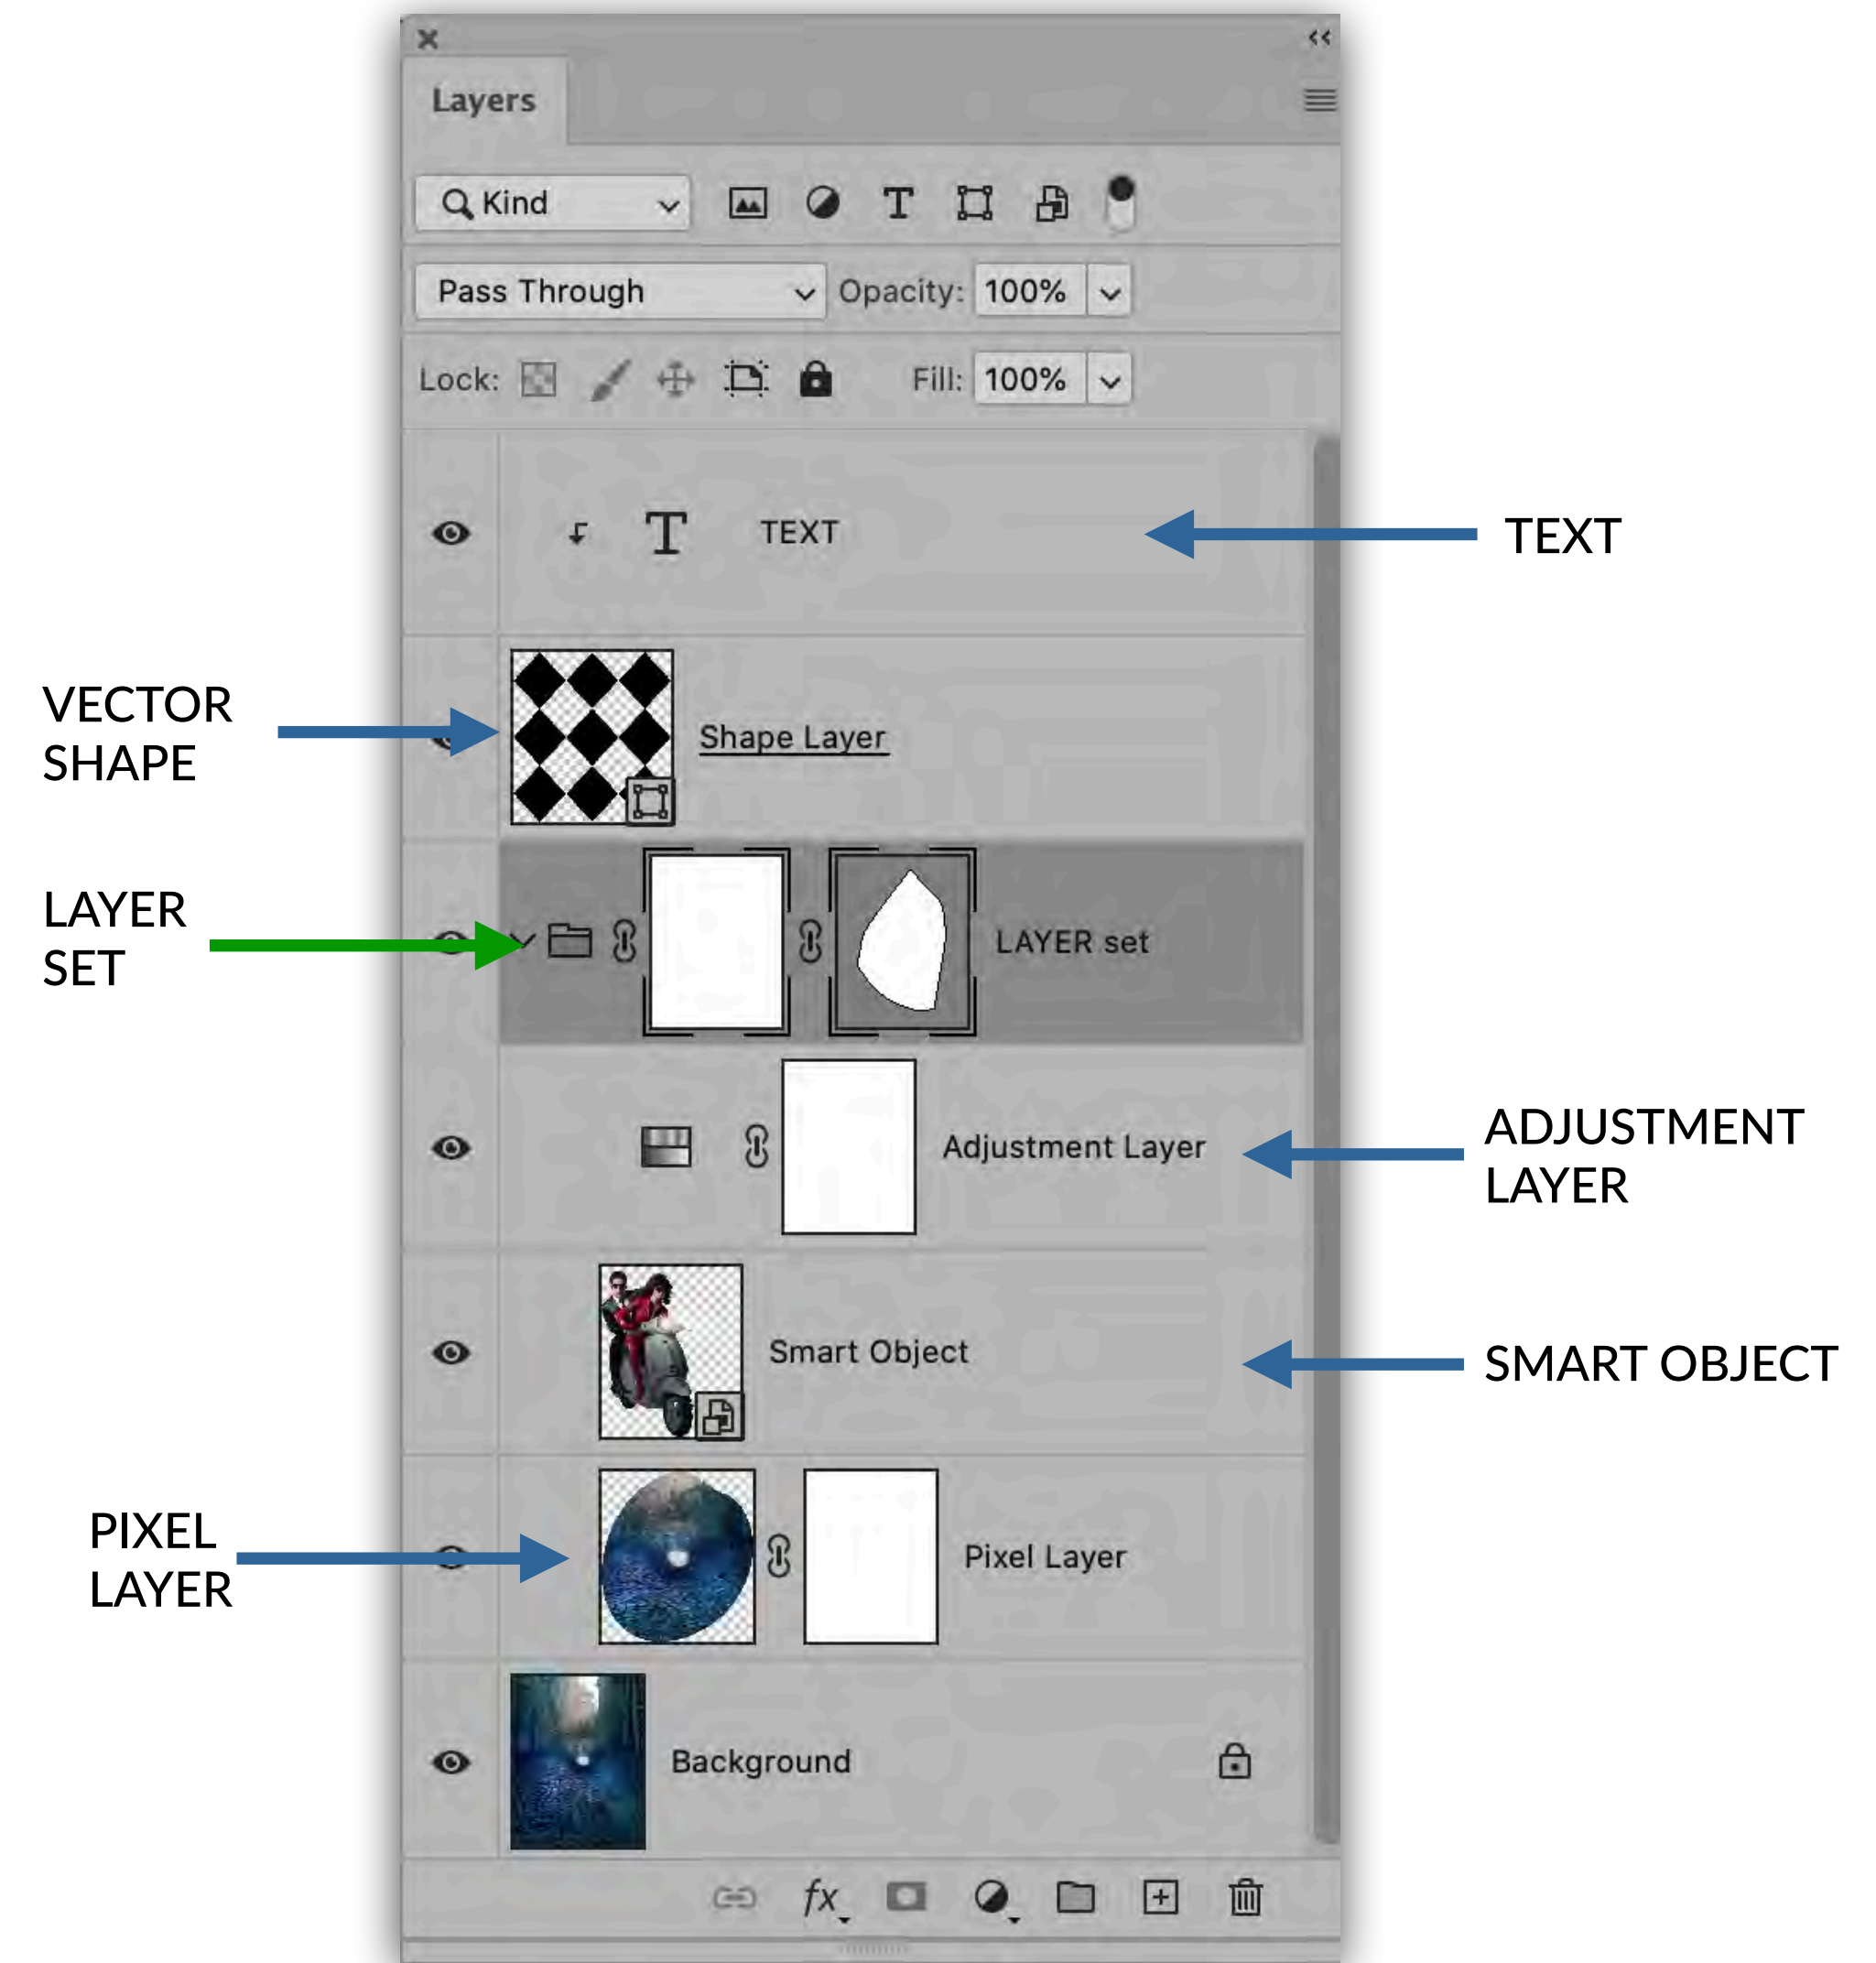 Layers
Kind
Pass Through
Opacity: 100%
Lock:
Fill: 100%
TEXT
TEXT
VECTOR
SHAPE
Shape Layer
LAYER
SET
LAYER set
Adjustment Layer
ADJUSTMENT
LAYER
Smart Object
SMART OBJECT
PIXEL
LAYER
Pixel Layer
Background
fx